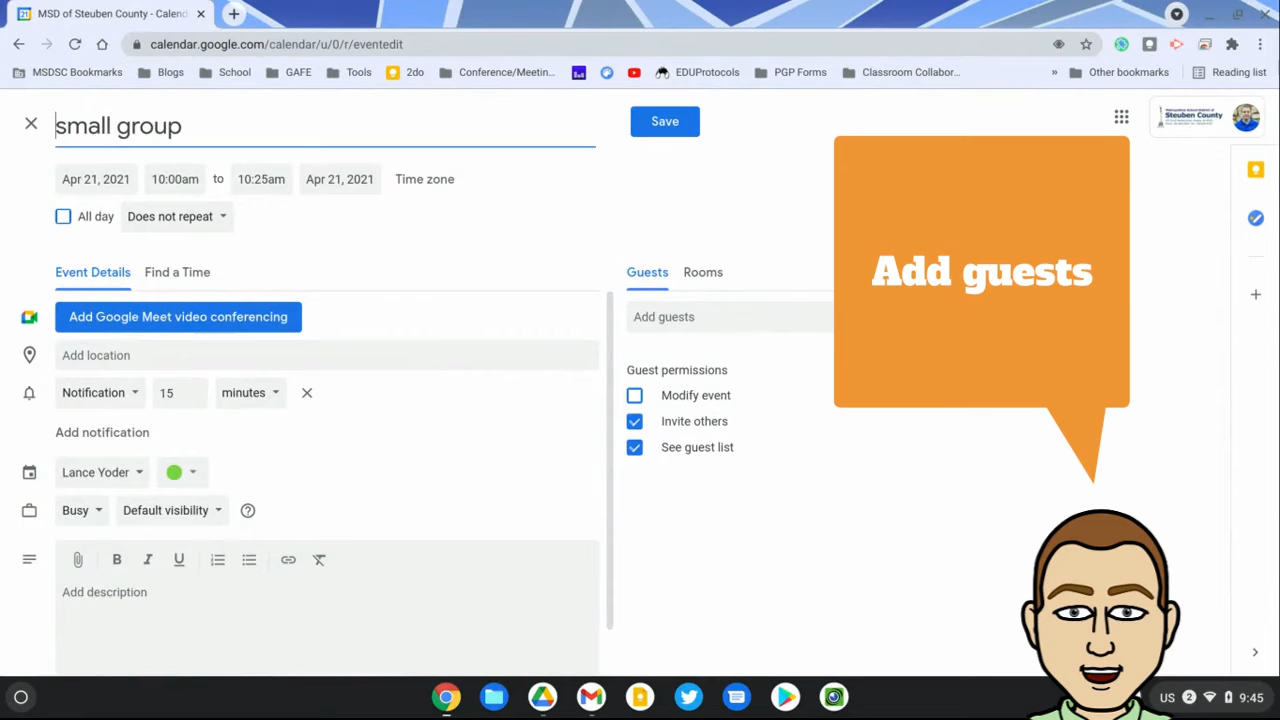 MSD of Steuben County - Calend
calendar.google.com/calendar/u/0/r/eventedit
MSDSC Bookmarks
Blogs
School
GAFE
Tools
2do
Conference/Meetin...
EDUProtocols
PGP Forms
Classroom Collabor...
»
Other bookmarks
Reading list
small group
Save
Steuben County
Apr 21, 2021
10:00am
to
10:25am
Apr 21, 2021
Time zone
All day
Does not repeat
Event Details
Find a Time
Guests
Rooms
Add guests
Add Google Meet video conferencing
Add guests
Add location
Guest permissions
Notification
15
minutes
Modify event
Invite others
Add notification
See guest list
Lance Yoder
Busy
Default visibility
B
I
U
Add description
US
2
9:45